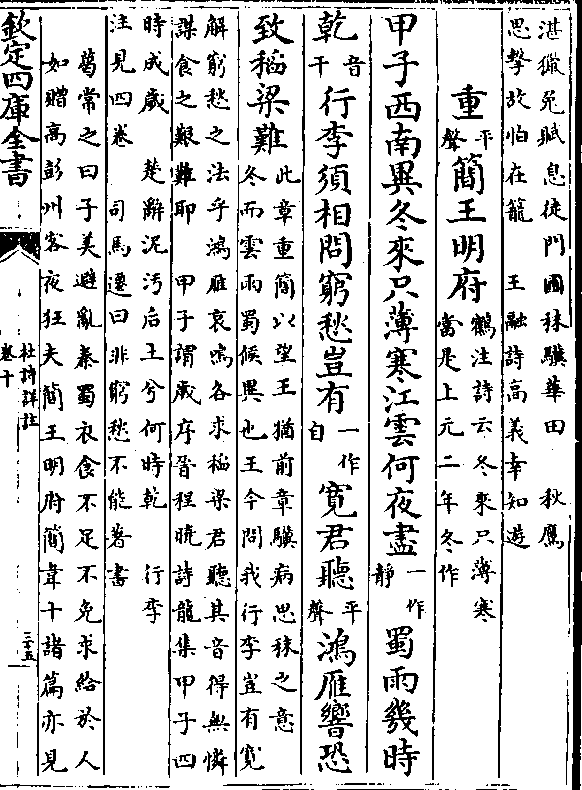 湛獵兔賦息徒門國秣驥華田　秋鷹
思擊故怕在籠　王融詩高義幸知遊
重平聲簡王明府鶴注詩云冬來只薄寒當是上元二年冬作
甲子西南異冬來只薄寒江雲何夜盡一作靜蜀雨幾時
乾音干行李須相問窮愁豈有一作自寬君聽平聲鴻雁響恐
致稻粱難此章重簡以望王猶前章驥病思秣之意
冬而雲雨蜀候異也王今問我行李豈有寬
解窮愁之法乎鴻雁哀鳴各求稻粱君聽其音得無憐
謀食之艱難耶　甲子謂歲序晉程曉詩龍集甲子四
時成歲　楚辭泥污后土兮何時乾　行李
注見四卷　司馬遷曰非窮愁不能著書
葛常之曰子美避亂秦蜀衣食不足不免求給於人
如贈高彭州客夜狂夫簡王明府簡韋十諸篇亦見
欽定四庫全書
杜詩詳註
卷十
三十五